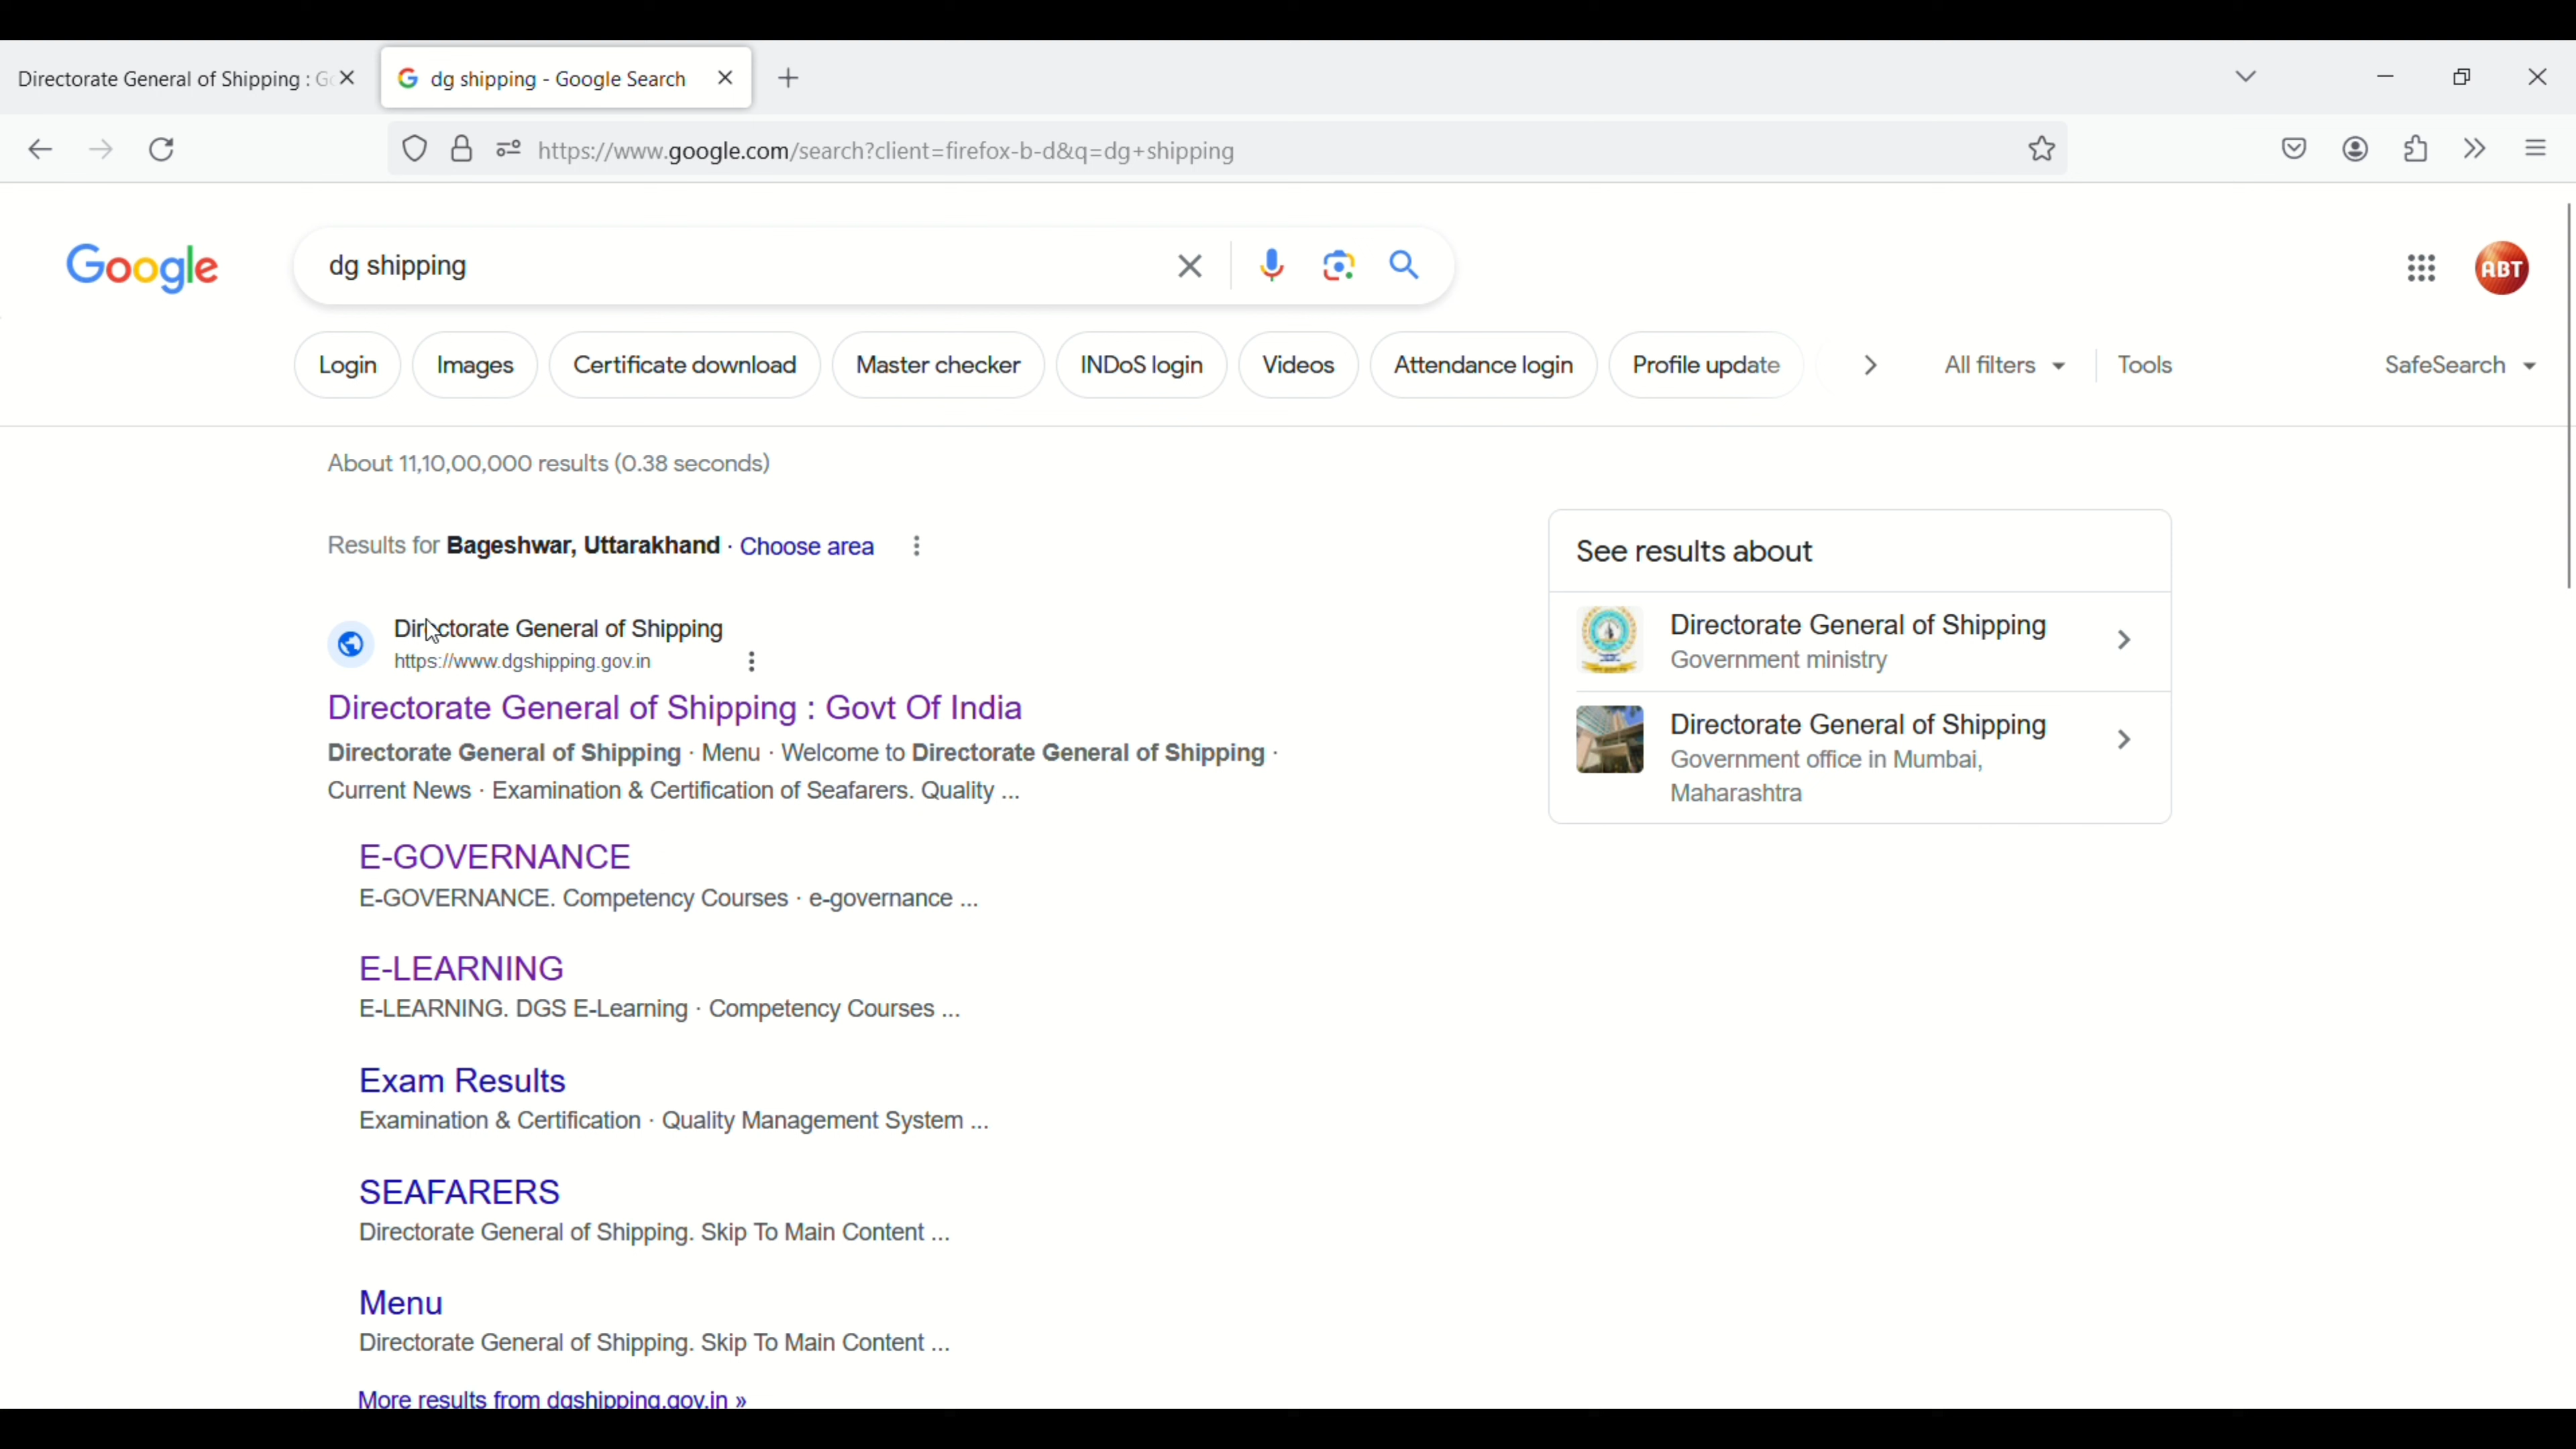 Directorate General of Shipping : Go
dg shipping - Google Search
https://www.google.com/search?client=firefox-b-d&q=dg+shipping
Google
dg shipping
ABT
Login
Images
Certificate download
Master checker
INDoS login
Videos
Attendance login
Profile update
All filters
Tools
SafeSearch
About 11,10,00,000 results (0.38 seconds)
Results for Bageshwar, Uttarakhand · Choose area
Directorate General of Shipping
https://www.dgshipping.gov.in
Directorate General of Shipping : Govt Of India
Directorate General of Shipping · Menu · Welcome to Directorate General of Shipping ·
Current News · Examination & Certification of Seafarers. Quality ...
E-GOVERNANCE
E-GOVERNANCE. Competency Courses · e-governance ...
E-LEARNING
E-LEARNING. DGS E-Learning · Competency Courses ...
Exam Results
Examination & Certification · Quality Management System ...
SEAFARERS
Directorate General of Shipping. Skip To Main Content ...
Menu
Directorate General of Shipping. Skip To Main Content ...
More results from dgshipping.gov.in »
See results about
Directorate General of Shipping
Government ministry
Directorate General of Shipping
Government office in Mumbai,
Maharashtra